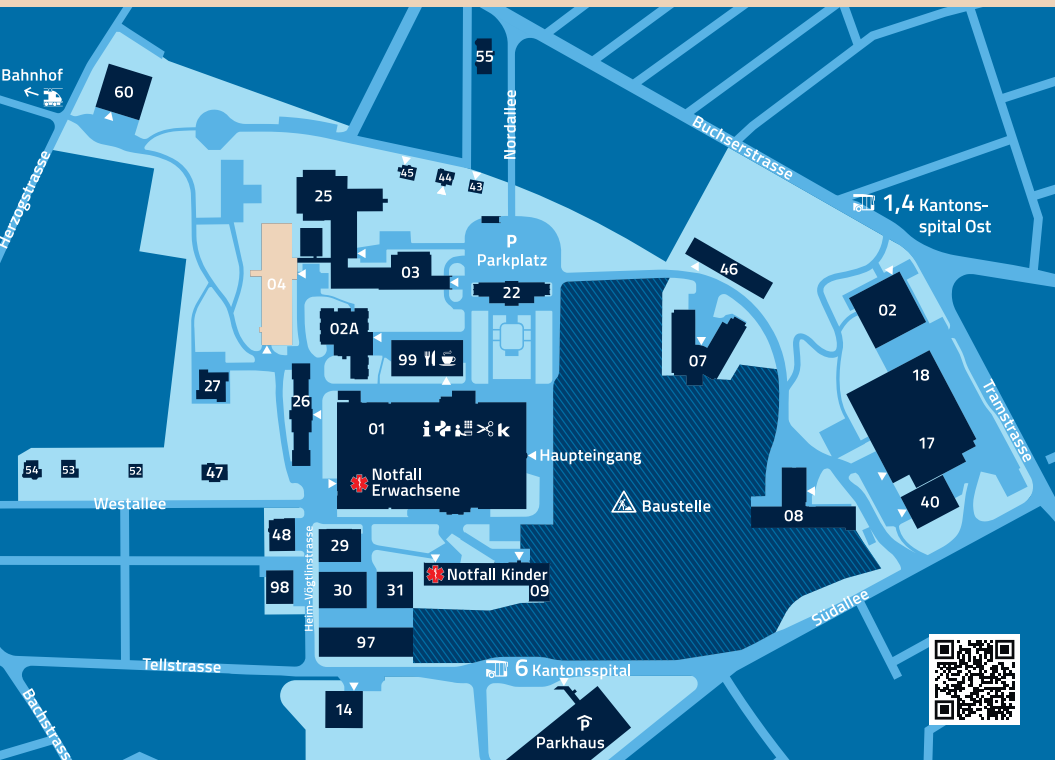 55
Bahnhof
60
Nordallee
Buchserstrasse
Herzogstrasse
45
44
43
25
1,4 Kantons-
spital Ost
P
Parkplatz
03
46
04
22
02
02A
99
07
27
18
26
01
i k
Tramstrasse
17
Haupteingang
54
53
52
47
Notfall
Erwachsene
Westallee
Baustelle
40
08
48
29
Heim-Vögtlinstrasse
Notfall Kinder
09
98
30
31
Südallee
97
Tellstrasse
6 Kantonsspital
Bachstrasse
14
P
Parkhaus